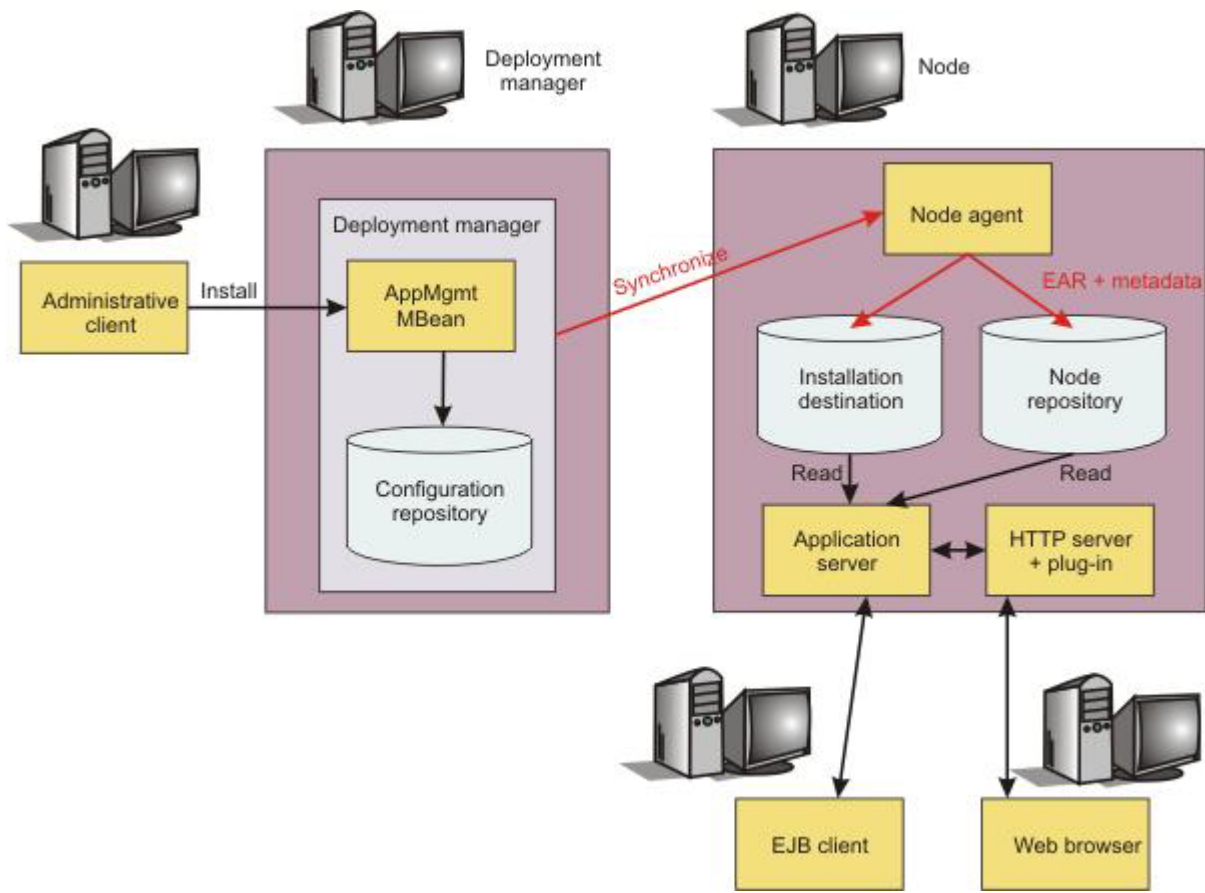 Deployment
manager
Node
Deployment manager
Administrative
client
Install
AppMgmt
MBean
Configuration
repository
Synchronize
Node agent
EAR + metadata
Installation
destination
Node
repository
Read
Read
Application
server
HTTP server
+ plug-in
EJB client
Web browser